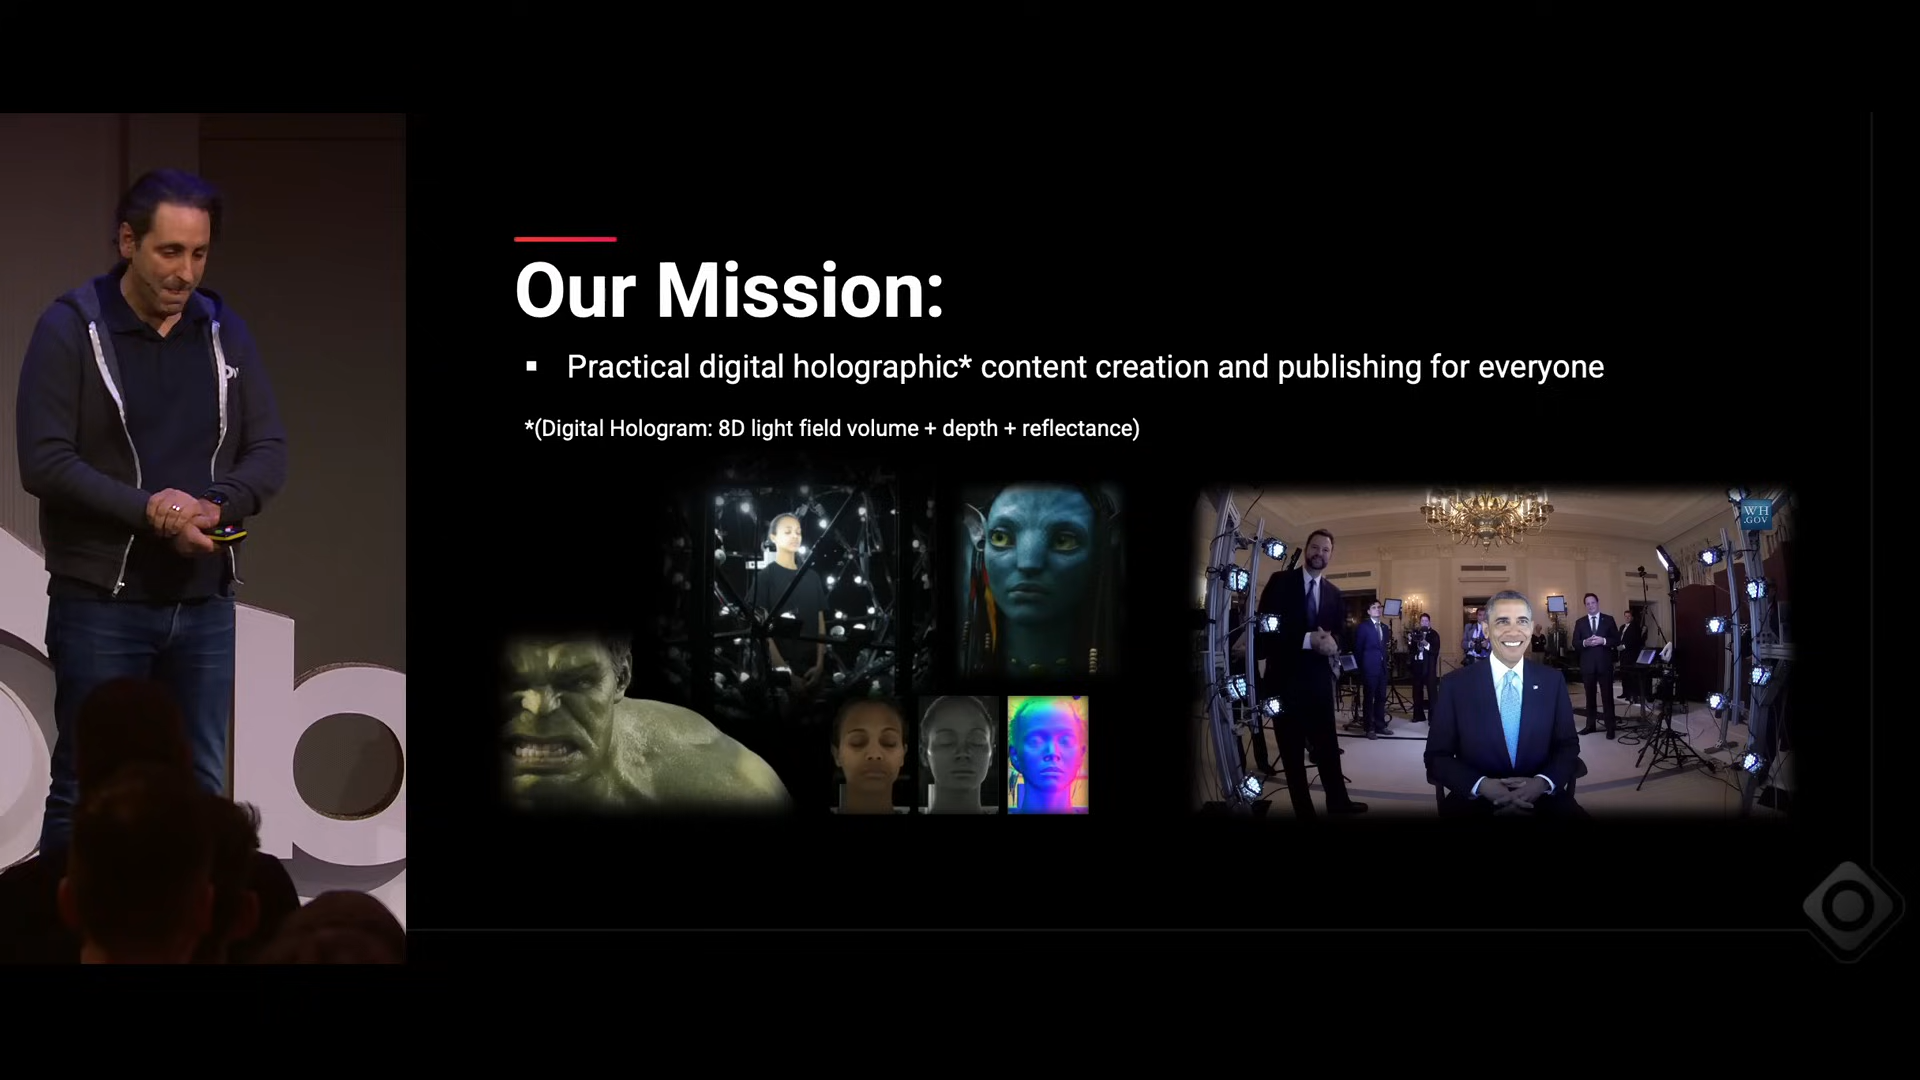 Our Mission:
▪ Practical digital holographic* content creation and publishing for everyone
*(Digital Hologram: 8D light field volume + depth + reflectance)
WH
.GOV